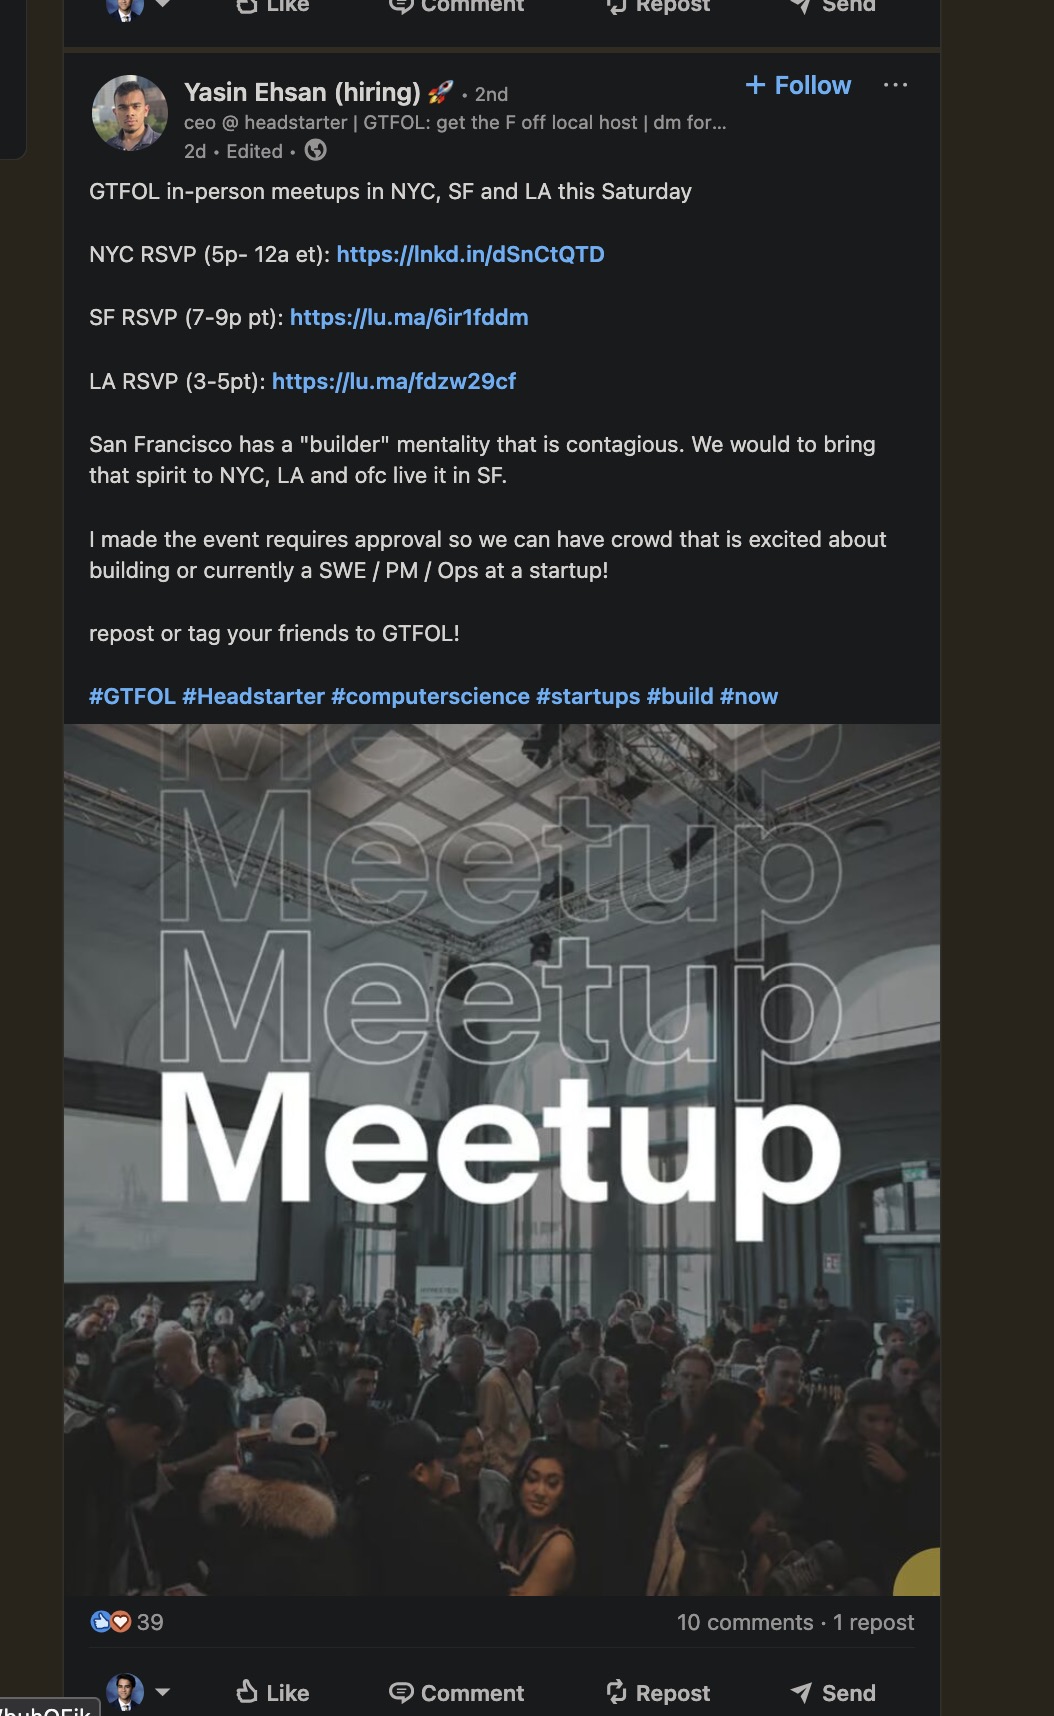 Like
Comment
Repost
Send
Yasin Ehsan (hiring) 🚀 • 2nd
+ Follow
ceo @ headstarter | GTFOL: get the F off local host | dm for...
2d • Edited •
GTFOL in-person meetups in NYC, SF and LA this Saturday
NYC RSVP (5p- 12a et): https://lnkd.in/dSnCtQTD
SF RSVP (7-9p pt): https://lu.ma/6ir1fddm
LA RSVP (3-5pt): https://lu.ma/fdzw29cf
San Francisco has a "builder" mentality that is contagious. We would to bring
that spirit to NYC, LA and ofc live it in SF.
I made the event requires approval so we can have crowd that is excited about
building or currently a SWE / PM / Ops at a startup!
repost or tag your friends to GTFOL!
#GTFOL #Headstarter #computerscience #startups #build #now
Meetup
Meetup
Meetup
Meetup
39
10 comments · 1 repost
Like
Comment
Repost
Send